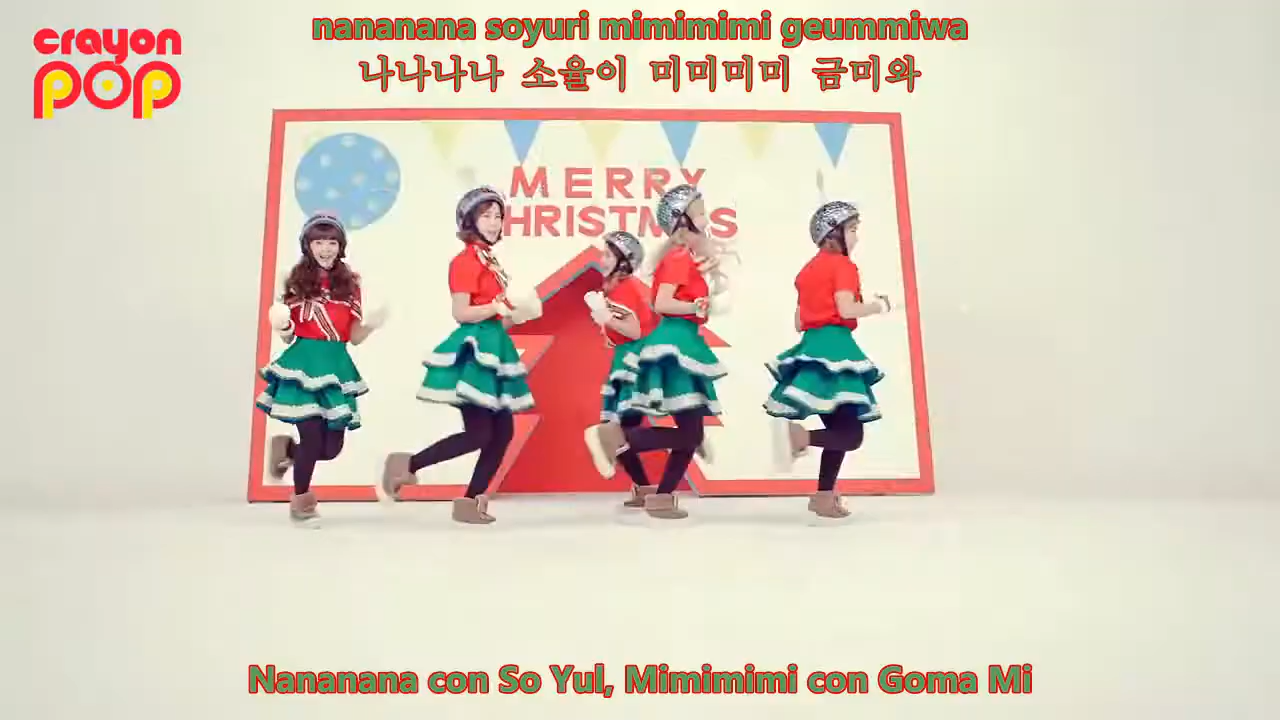 crayon
pop
nananana soyuri mimimimi geummiwa
나나나나 소율이 미미미미 금미와
MERRY
CHRISTMAS
Nananana con So Yul, Mimimimi con Goma Mi